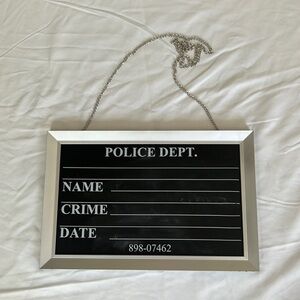 POLICE DEPT.
NAME
CRIME
DATE
898-07462